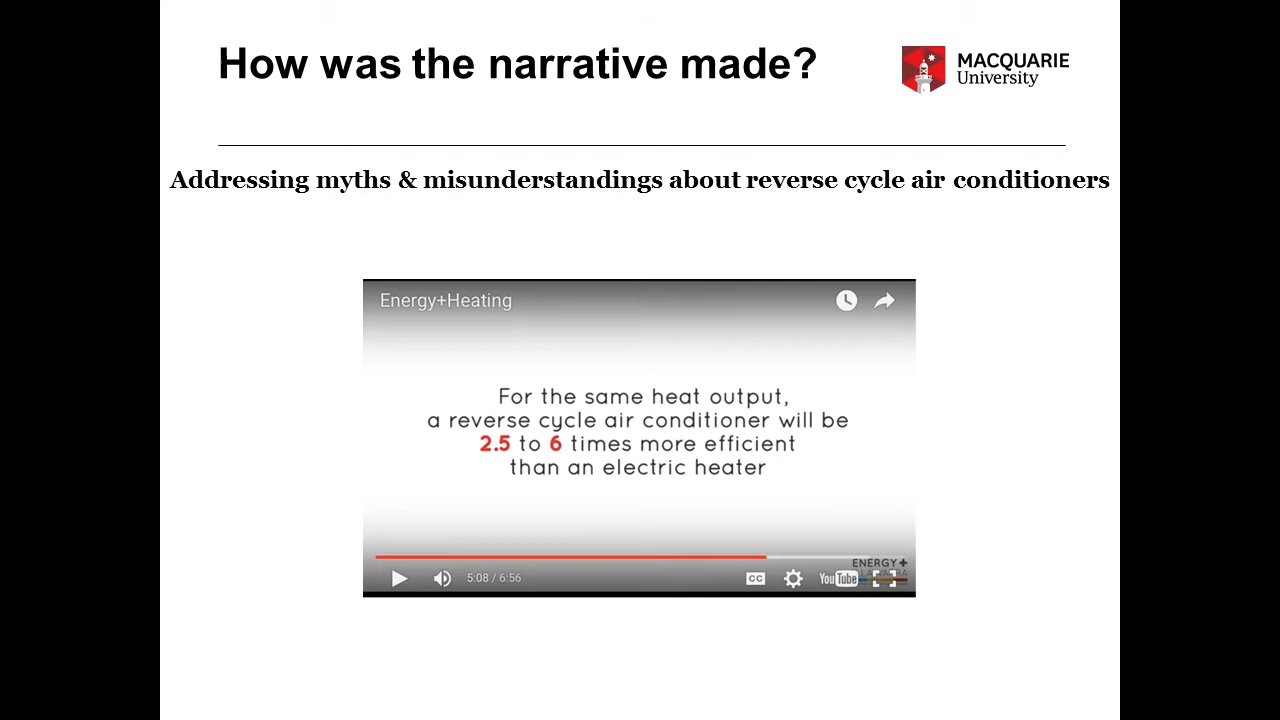 How was the narrative made?
MACQUARIE
University
Addressing myths & misunderstandings about reverse cycle air conditioners
Energy+Heating
For the same heat output,
a reverse cycle air conditioner will be
2.5 to 6 times more efficient
than an electric heater
ENERGY+
5:08 / 6:56
CC
YouTube